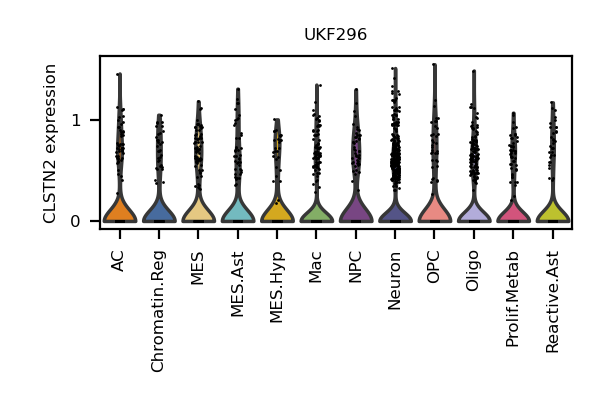 UKF296
CLSTN2 expression
1
0
AC
Chromatin.Reg
MES
MES.Ast
MES.Hyp
Mac
NPC
Neuron
OPC
Oligo
Prolif.Metab
Reactive.Ast